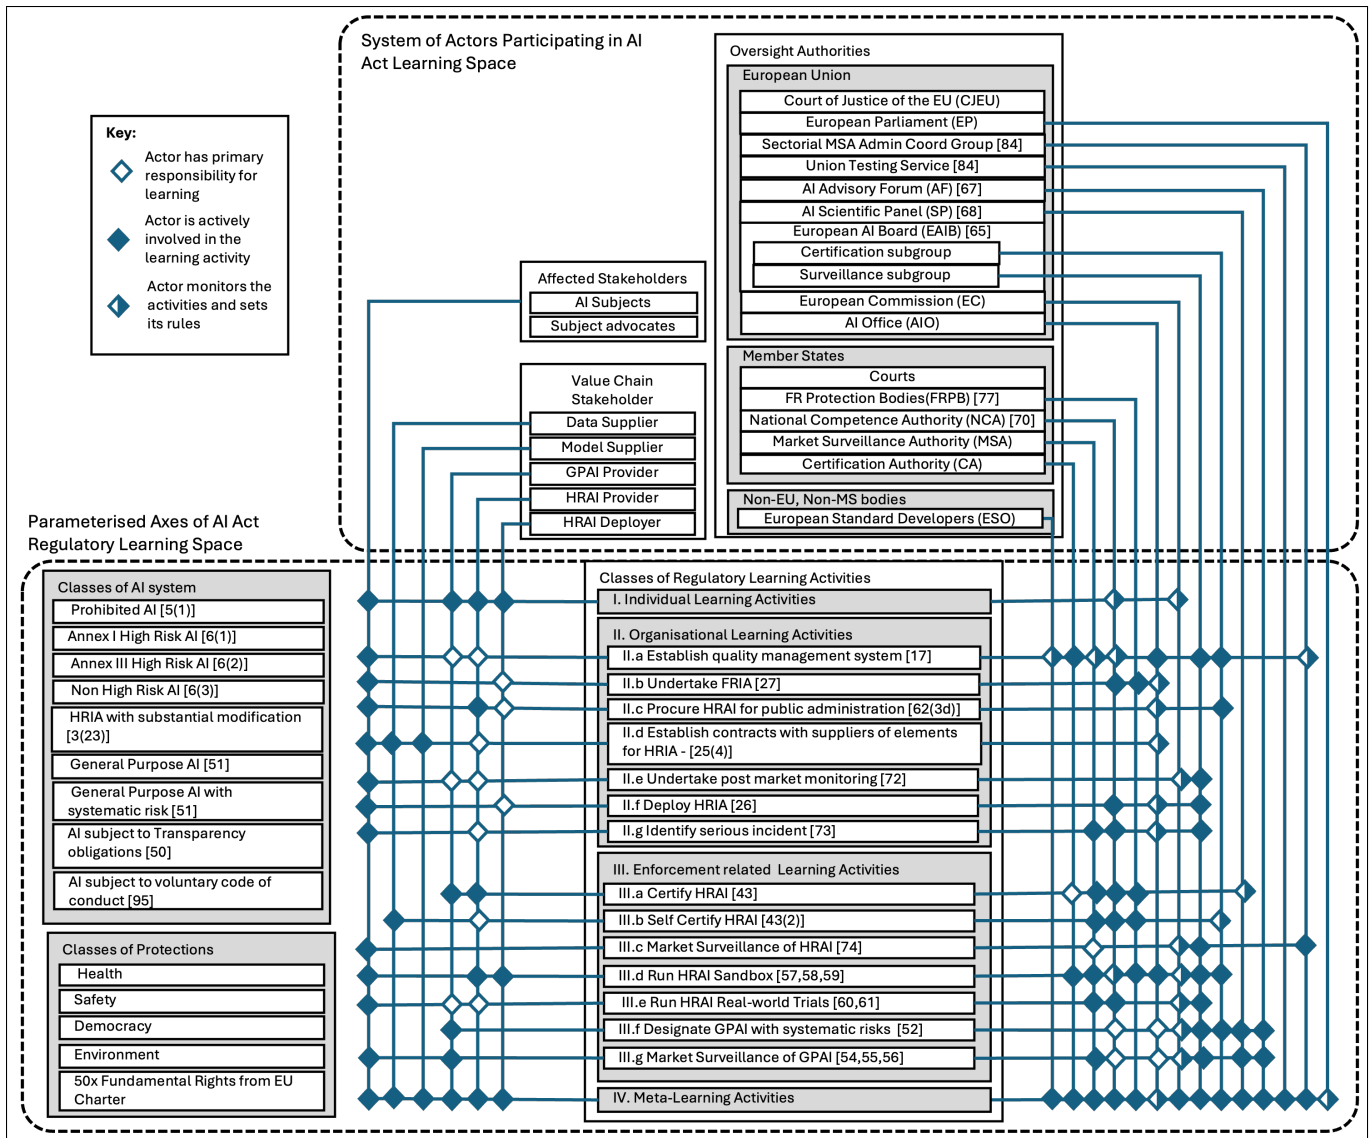 System of Actors Participating in AI
Act Learning Space
Key:
Actor has primary
responsibility for
learning
Actor is actively
involved in the
learning activity
Actor monitors the
activities and sets
its rules
Affected Stakeholders
AI Subjects
Subject advocates
Value Chain
Stakeholder
Data Supplier
Model Supplier
GPAI Provider
HRAI Provider
HRAI Deployer
Oversight Authorities
European Union
Court of Justice of the EU (CJEU)
European Parliament (EP)
Sectorial MSA Admin Coord Group [84]
Union Testing Service [84]
AI Advisory Forum (AF) [67]
AI Scientific Panel (SP) [68]
European AI Board (EAIB) [65]
Certification subgroup
Surveillance subgroup
European Commission (EC)
AI Office (AIO)
Member States
Courts
FR Protection Bodies(FRPB) [77]
National Competence Authority (NCA) [70]
Market Surveillance Authority (MSA)
Certification Authority (CA)
Non-EU, Non-MS bodies
European Standard Developers (ESO)
Parameterised Axes of AI Act
Regulatory Learning Space
Classes of AI system
Prohibited AI [5(1)]
Annex I High Risk AI [6(1)]
Annex III High Risk AI [6(2)]
Non High Risk AI [6(3)]
HRIA with substantial modification
[3(23)]
General Purpose AI [51]
General Purpose AI with
systematic risk [51]
AI subject to Transparency
obligations [50]
AI subject to voluntary code of
conduct [95]
Classes of Protections
Health
Safety
Democracy
Environment
50x Fundamental Rights from EU
Charter
Classes of Regulatory Learning Activities
I. Individual Learning Activities
II. Organisational Learning Activities
II.a Establish quality management system [17]
II.b Undertake FRIA [27]
II.c Procure HRAI for public administration [62(3d)]
II.d Establish contracts with suppliers of elements
for HRIA - [25(4)]
II.e Undertake post market monitoring [72]
II.f Deploy HRIA [26]
II.g Identify serious incident [73]
III. Enforcement related Learning Activities
III.a Certify HRAI [43]
III.b Self Certify HRAI [43(2)]
III.c Market Surveillance of HRAI [74]
III.d Run HRAI Sandbox [57,58,59]
III.e Run HRAI Real-world Trials [60,61]
III.f Designate GPAI with systematic risks [52]
III.g Market Surveillance of GPAI [54,55,56]
IV. Meta-Learning Activities